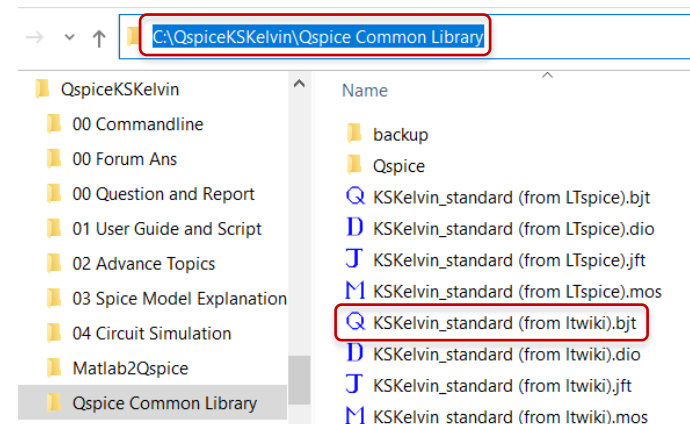 C:\QspiceKSKelvin\Qspice Common Library
QspiceKSKelvin
00 Commandline
00 Forum Ans
00 Question and Report
01 User Guide and Script
02 Advance Topics
03 Spice Model Explanation
04 Circuit Simulation
Matlab2Qspice
Qspice Common Library
Name
backup
Qspice
KSKelvin_standard (from LTspice).bjt
KSKelvin_standard (from LTspice).dio
KSKelvin_standard (from LTspice).jft
KSKelvin_standard (from LTspice).mos
KSKelvin_standard (from ltwiki).bjt
KSKelvin_standard (from ltwiki).dio
KSKelvin_standard (from ltwiki).jft
KSKelvin_standard (from ltwiki).mos